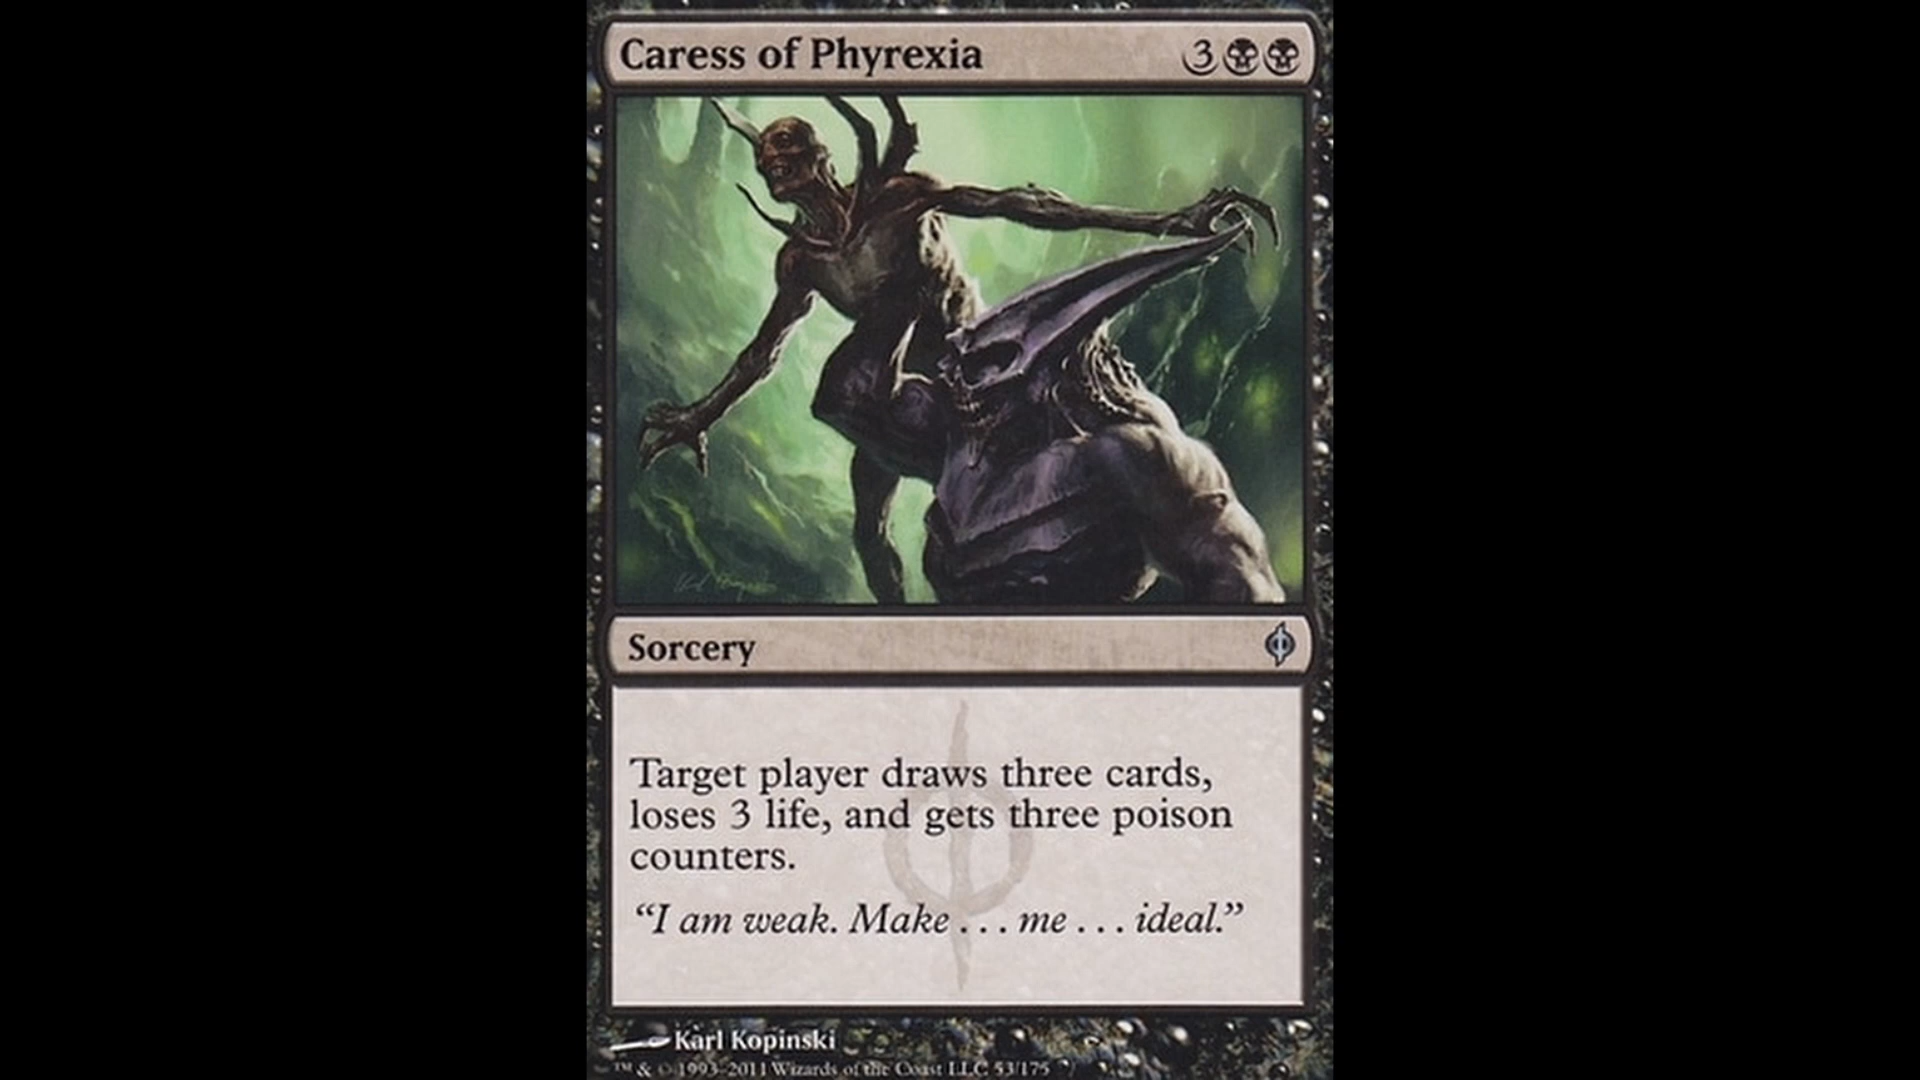 Caress of Phyrexia 3
Sorcery
Target player draws three cards,
loses 3 life, and gets three poison
counters.
“I am weak. Make . . . me . . . ideal.”
Karl Kopinski
™ & © 1993–2011 Wizards of the Coast LLC 53/175